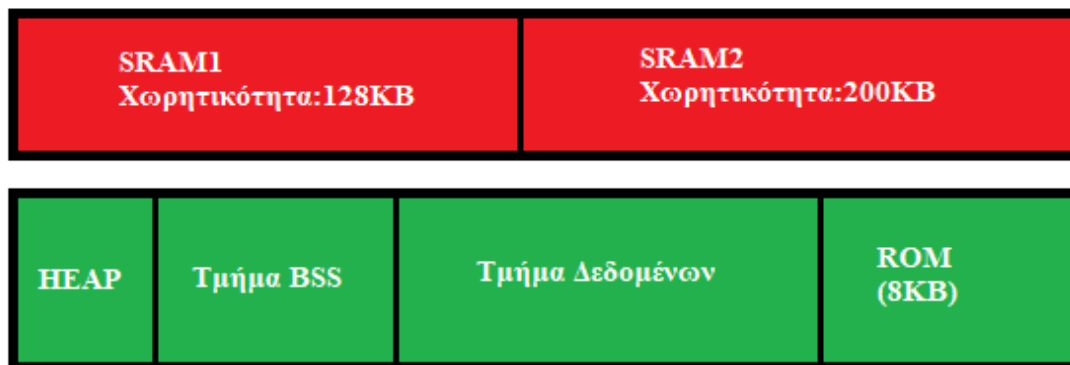 SRAM1
Χωρητικότητα:128KB
SRAM2
Χωρητικότητα:200KB
HEAP
Τμήμα BSS
Τμήμα Δεδομένων
ROM
(8KB)